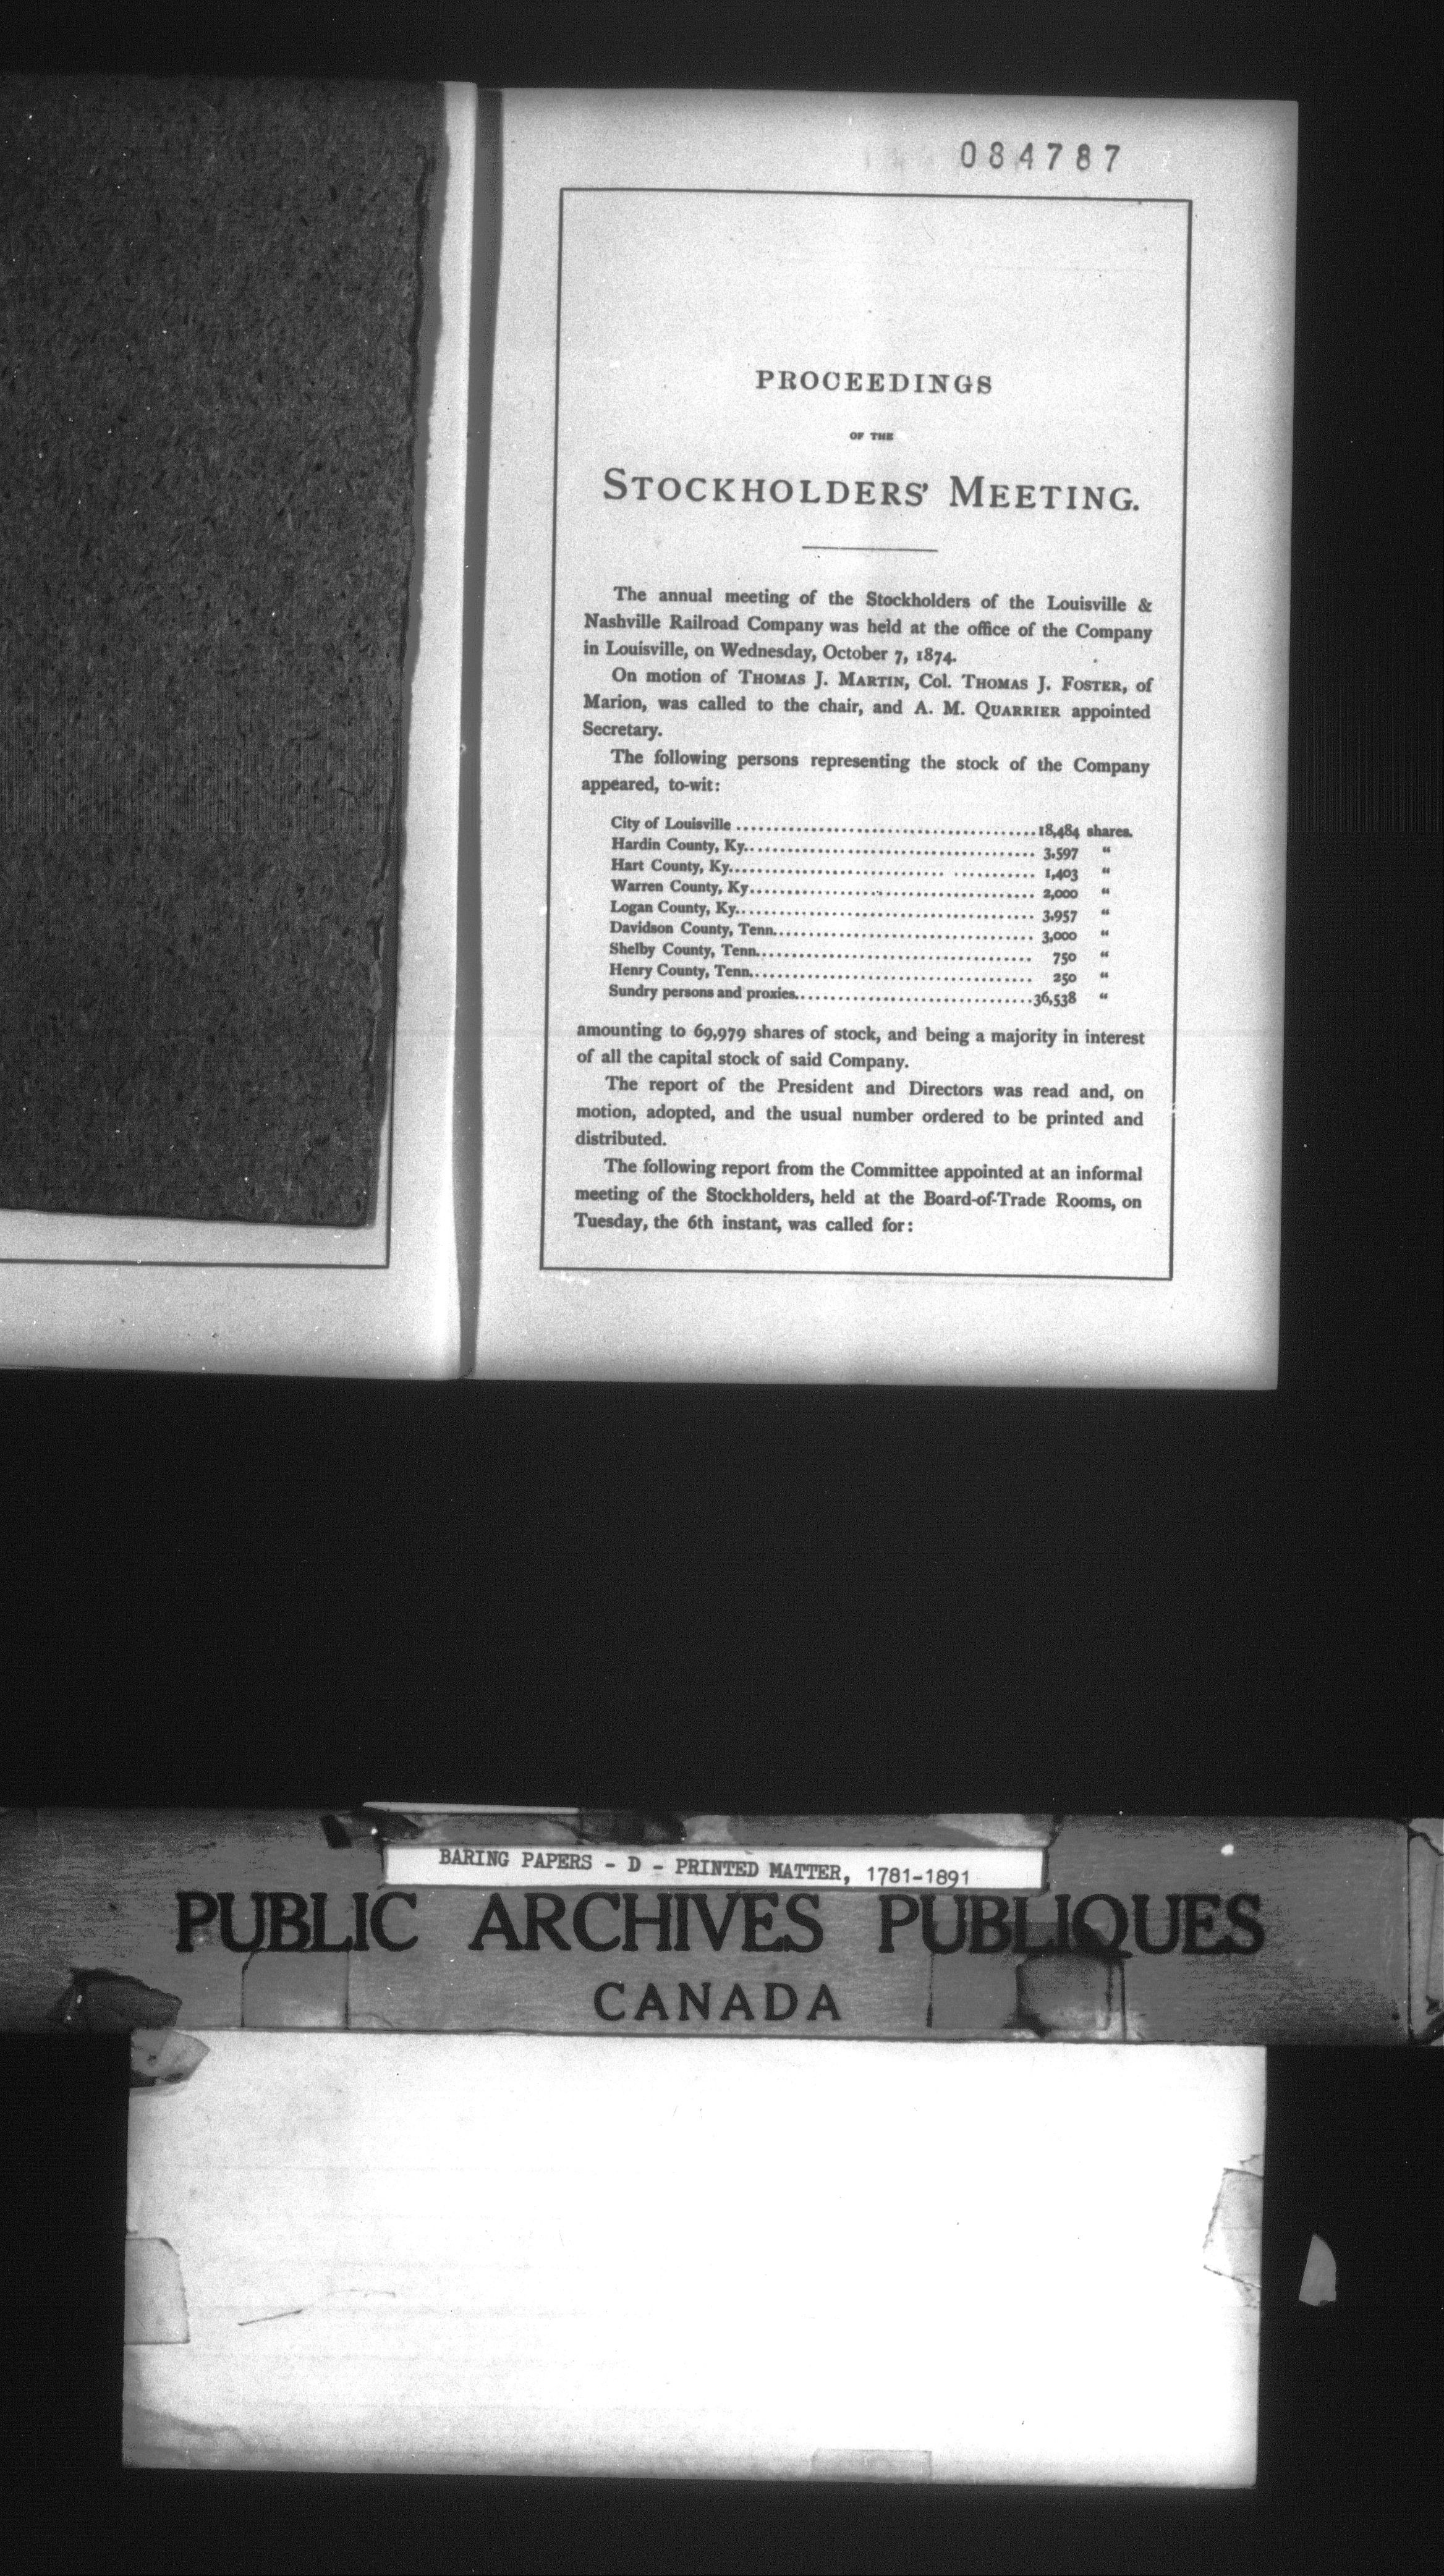 084787
PROCEEDINGS
OF THE
STOCKHOLDERS' MEETING.
The annual meeting of the Stockholders of the Louisville &
Nashville Railroad Company was held at the office of the Company
in Louisville, on Wednesday, October 7, 1874.
On motion of THOMAS J. MARTIN, Col. THOMAS J. FOSTER, of
Marion, was called to the chair, and A. M. QUARRIER appointed
Secretary.
The following persons representing the stock of the Company
appeared, to-wit:
City of Louisville ........................................18,484 shares.
Hardin County, Ky........................................ 3,597 "
Hart County, Ky........................................ 1,403 "
Warren County, Ky........................................ 2,000 "
Logan County, Ky........................................ 3,957 "
Davidson County, Tenn........................................ 3,000 "
Shelby County, Tenn........................................ 750 "
Henry County, Tenn........................................ 250 "
Sundry persons and proxies................................36,538 "
amounting to 69,979 shares of stock, and being a majority in interest
of all the capital stock of said Company.
The report of the President and Directors was read and, on
motion, adopted, and the usual number ordered to be printed and
distributed.
The following report from the Committee appointed at an informal
meeting of the Stockholders, held at the Board-of-Trade Rooms, on
Tuesday, the 6th instant, was called for:
BARING PAPERS - D - PRINTED MATTER, 1781-1891
PUBLIC ARCHIVES PUBLIQUES
CANADA